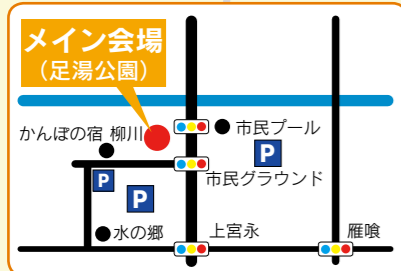 メイン会場
（足湯公園）
かんぽの宿 柳川
市民プール
P
市民グラウンド
P
P
水の郷
上宮永
雁喰